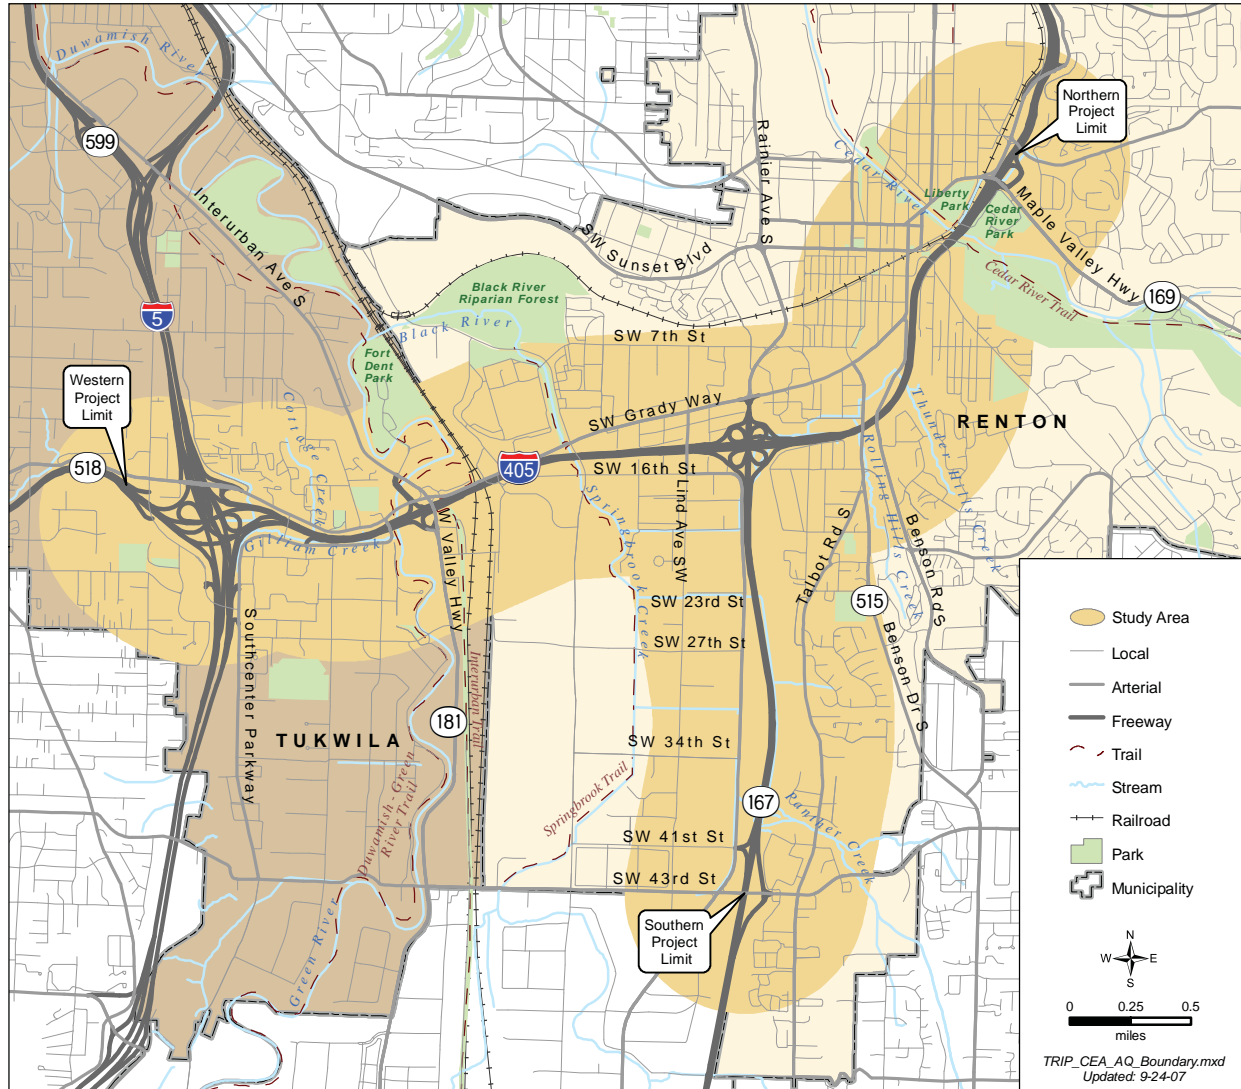 Duwamish River
599
Northern
Project
Limit
Rainier Ave S
Cedar River
Interurban Ave S
Liberty
Park
Cedar
River
Park
Maple Valley Hwy
SW Sunset Blvd
Cedar River Trail
169
5
Black River
Riparian Forest
Black River
SW 7th St
Fort
Dent
Park
Western
Project
Limit
SW Grady Way
Cottage Creek
Thunder Hills Creek
RENTON
518
405
SW 16th St
Rolling Hills Creek
Springbrook Creek
Lind Ave SW
W Valley Hwy
Gilliam Creek
Talbot Rd S
Benson Rd S
SW 23rd St
515
Southcenter Parkway
SW 27th St
Benson Dr S
Interurban Trail
181
TUKWILA
SW 34th St
Duwamish-Green
River Trail
Springbrook Trail
167
Panther Creek
SW 41st St
SW 43rd St
Southern
Project
Limit
Green River
Study Area
Local
Arterial
Freeway
Trail
Stream
Railroad
Park
Municipality
N
W E
S
0 0.25 0.5
miles
TRIP_CEA_AQ_Boundary.mxd
Updated: 9-24-07